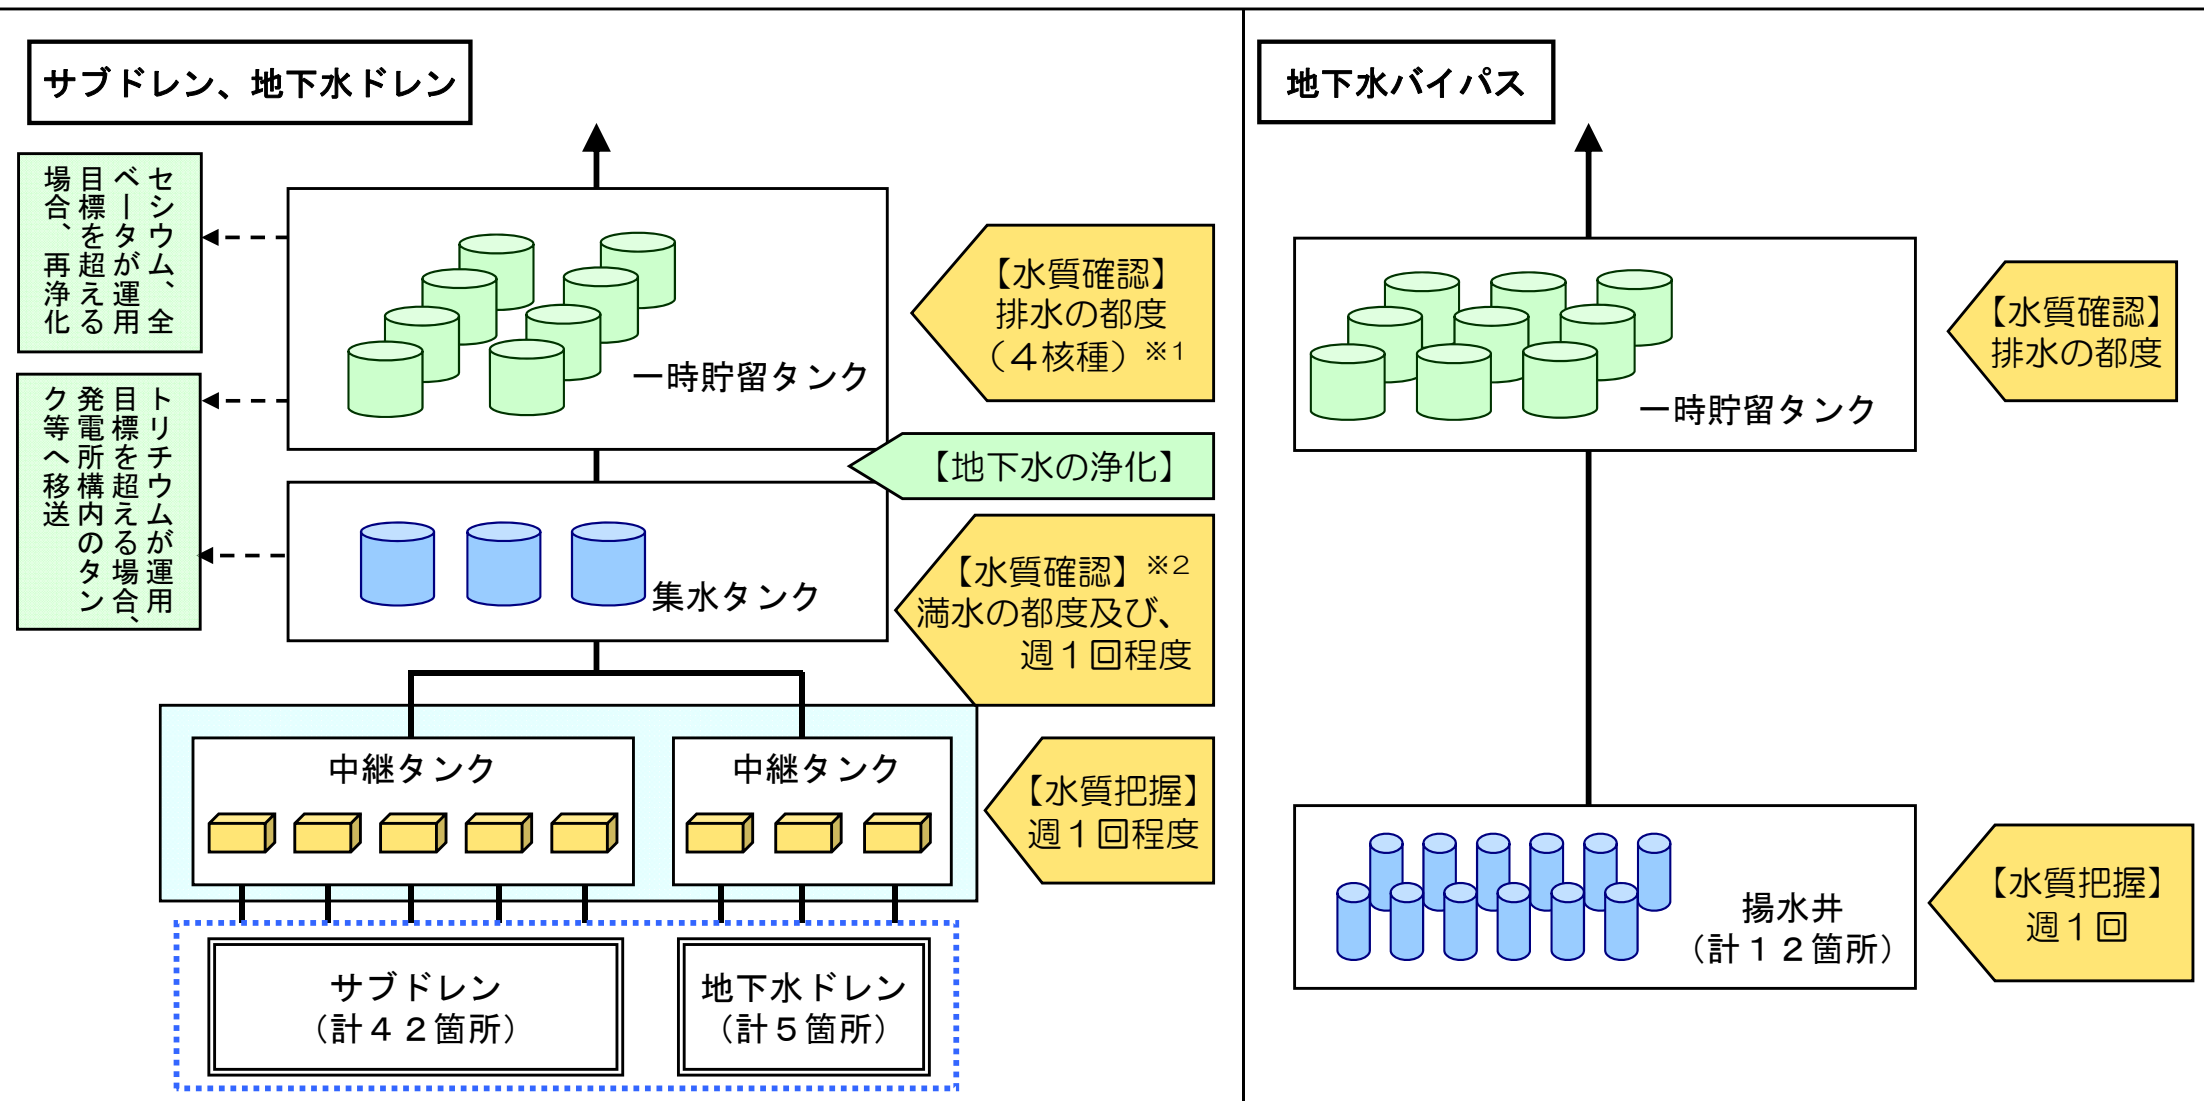 サブドレン、地下水ドレン
セシウム、全
ベータが運用
目標を超える
場合、再浄化
トリチウムが運用
目標を超える場合、
発電所構内のタン
ク等へ移送
一時貯留タンク
【水質確認】
排水の都度
（４核種）※1
【地下水の浄化】
集水タンク
【水質確認】※2
満水の都度及び、
週１回程度
中継タンク
中継タンク
【水質把握】
週１回程度
サブドレン
（計４２箇所）
地下水ドレン
（計５箇所）
地下水バイパス
一時貯留タンク
【水質確認】
排水の都度
揚水井
（計１２箇所）
【水質把握】
週１回